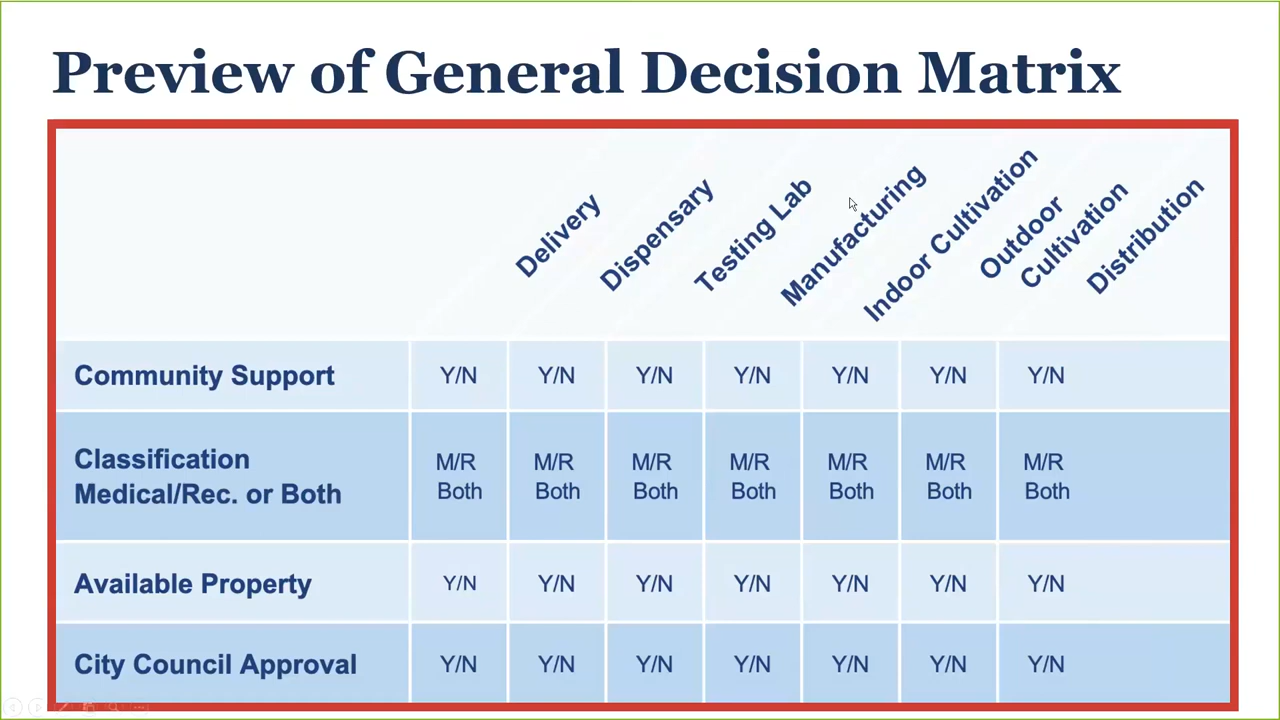 Preview of General Decision Matrix
Delivery
Dispensary
Testing Lab
Manufacturing
Indoor Cultivation
Outdoor
Cultivation
Distribution
Community Support Y/N Y/N Y/N Y/N Y/N Y/N Y/N
Classification
Medical/Rec. or Both
M/R M/R M/R M/R M/R M/R M/R
Both Both Both Both Both Both Both
Available Property Y/N Y/N Y/N Y/N Y/N Y/N Y/N
City Council Approval Y/N Y/N Y/N Y/N Y/N Y/N Y/N